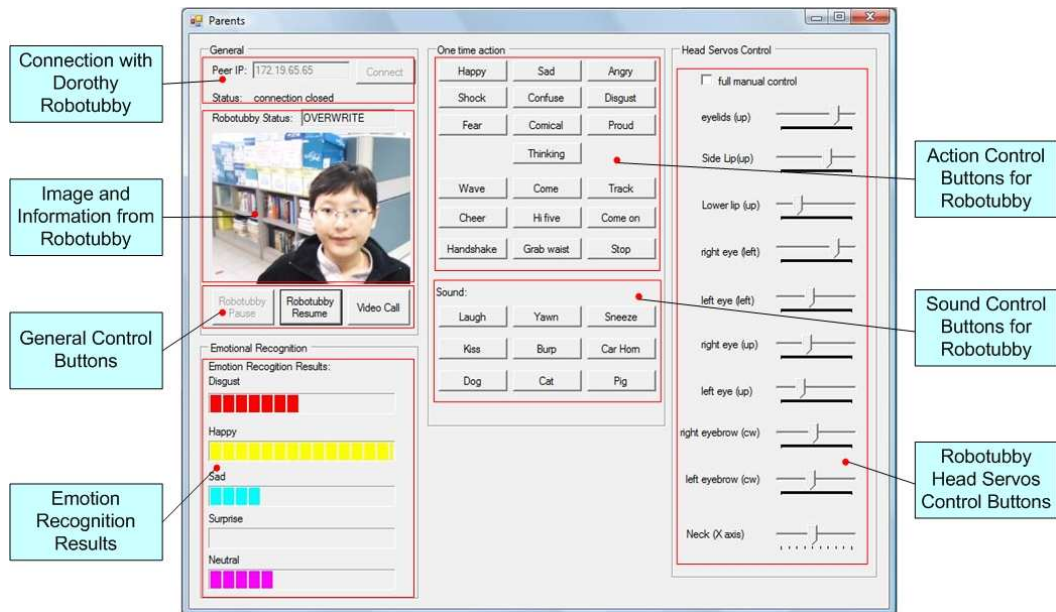 Parents
Connection with
Dorothy
Robotubby
Image and
Information from
Robotubby
General Control
Buttons
Emotion
Recognition
Results
General
Peer IP: 172.19.65.65 Connect
Status: connection closed
Robotubby Status: OVERWRITE
Robotubby
Pause
Robotubby
Resume
Video Call
Emotional Recognition
Emotion Recogition Results:
Disgust
Happy
Sad
Surprise
Neutral
One time action
Happy Sad Angry
Shock Confuse Disgust
Fear Comical Proud
Thinking
Wave Come Track
Cheer Hi five Come on
Handshake Grab waist Stop
Sound:
Laugh Yawn Sneeze
Kiss Burp Car Horn
Dog Cat Pig
Head Servos Control
full manual control
eyelids (up)
Side Lip(up)
Lower lip (up)
right eye (left)
left eye (left)
right eye (up)
left eye (up)
right eyebrow (cw)
left eyebrow (cw)
Neck (X axis)
Action Control
Buttons for
Robotubby
Sound Control
Buttons for
Robotubby
Robotubby
Head Servos
Control Buttons